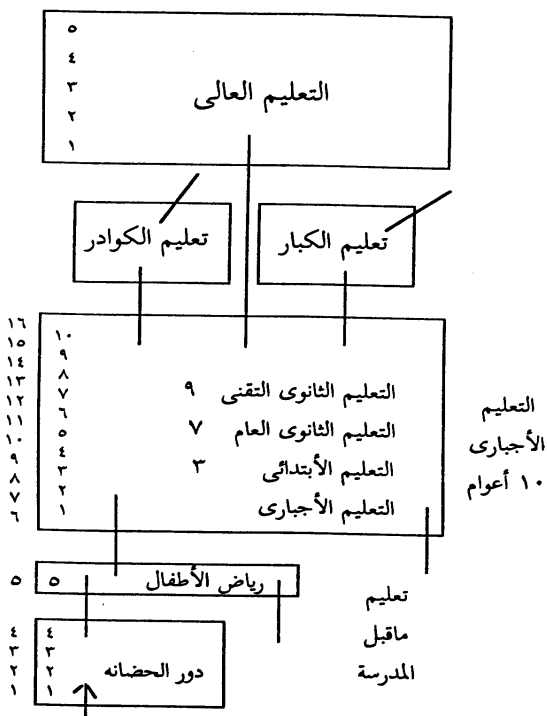 ٥
٤
٣
٢
١
التعليم العالى
تعليم الكبار
تعليم الكوادر
١٦
١٥
١٤
١٣
١٢
١١
١٠
٩
٨
٧
٦
١٠
٩
٨
٧
٦
٥
٤
٣
٢
١
التعليم الثانوى التقنى ٩
التعليم الثانوى العام ٧
التعليم الأبتدائى ٣
التعليم الأجبارى
التعليم
الأجبارى
١٠ أعوام
رياض الأطفال ٥ ٥
تعليم
ماقبل
المدرسة
دور الحضانه
٤ ٤
٣ ٣
٢ ٢
١ ١